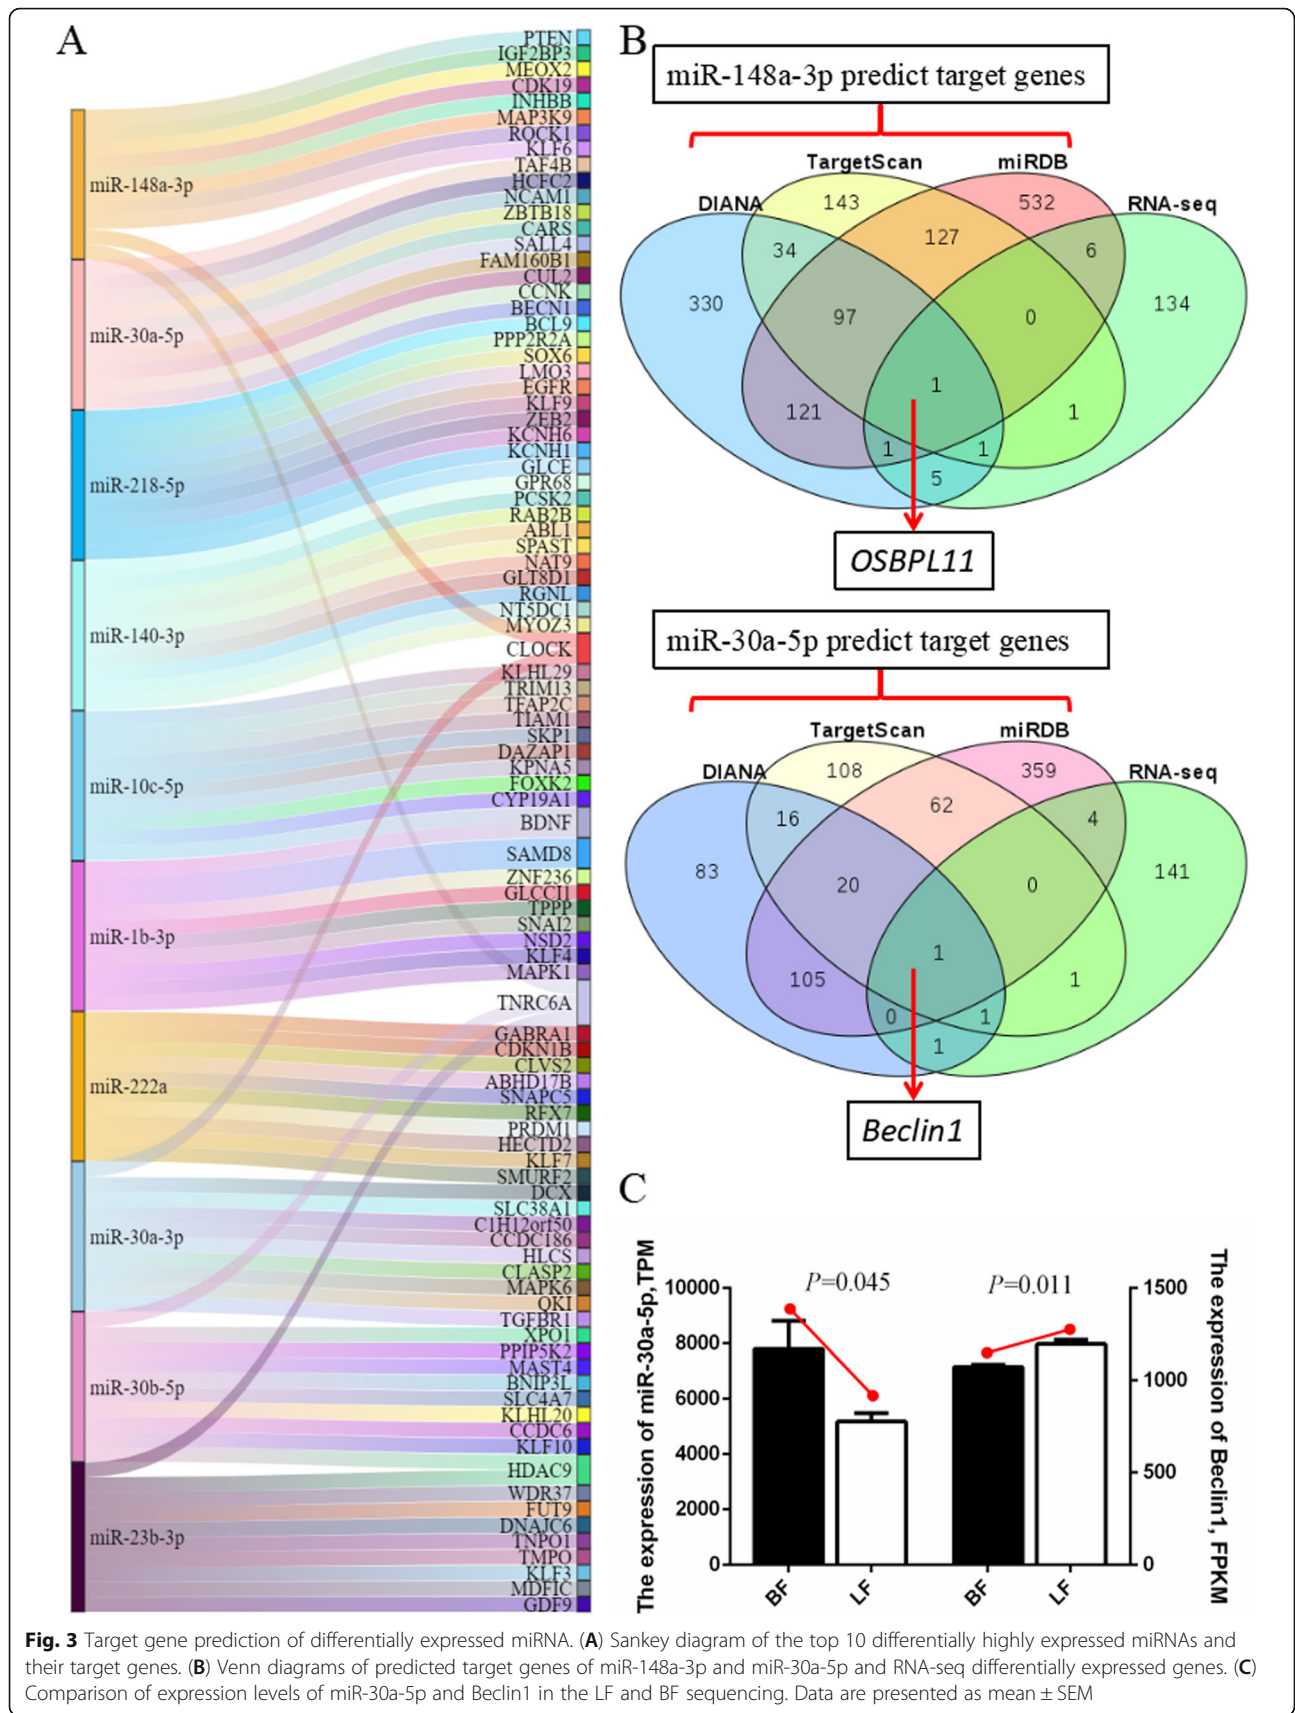 A
PTEN
IGF2BP3
MEOX2
CDK19
INHBB
MAP3K9
ROCK1
KLF6
TAF4B
HCFC2
NCAM1
ZBTB18
CARS
SALL4
FAM160B1
CUL2
CCNK
BECN1
BCL9
PPP2R2A
SOX6
LMO3
EGFR
KLF9
ZEB2
KCNH6
KCNH1
GLCE
GPR68
PCSK2
RAB2B
ABL1
SPAST
NAT9
GLT8D1
RGNL
NT5DC1
MYOZ3
CLOCK
KLHL29
TRIM13
TFAP2C
TIAM1
SKP1
DAZAP1
KPNA5
FOXK2
CYP19A1
BDNF
SAMD8
ZNF236
GLCCI1
TPPP
SNAI2
NSD2
KLF4
MAPK1
TNRC6A
GABRA1
CDKN1B
CLVS2
ABHD17B
SNAPC5
RFX7
PRDM1
HECTD2
KLF7
SMURF2
DCX
SLC38A1
C1H12orf50
CCDC186
HLCS
CLASP2
MAPK6
QKI
TGFBR1
XPO1
PPIP5K2
MAST4
BNIP3L
SLC4A7
KLHL20
CCDC6
KLF10
HDAC9
WDR37
FUT9
DNAJC6
TNPO1
TMPO
KLF3
MDFIC
GDF9
miR-148a-3p
miR-30a-5p
miR-218-5p
miR-140-3p
miR-10c-5p
miR-1b-3p
miR-222a
miR-30a-3p
miR-30b-5p
miR-23b-3p
B
miR-148a-3p predict target genes
TargetScan miRDB
DIANA RNA-seq
143 532
34 127 6
330 97 0 134
1
121 1
1 1
5
OSBPL11
miR-30a-5p predict target genes
TargetScan miRDB
DIANA RNA-seq
108 359
16 62 4
83 20 0 141
1
105 1
0 1
1
Beclin1
C
The expression of miR-30a-5p,TPM
10000
8000
6000
4000
2000
0
P=0.045 P=0.011
BF LF BF LF
1500
1000
500
0
The expression of Beclin1, FPKM
Fig. 3 Target gene prediction of differentially expressed miRNA. (A) Sankey diagram of the top 10 differentially highly expressed miRNAs and
their target genes. (B) Venn diagrams of predicted target genes of miR-148a-3p and miR-30a-5p and RNA-seq differentially expressed genes. (C)
Comparison of expression levels of miR-30a-5p and Beclin1 in the LF and BF sequencing. Data are presented as mean ± SEM